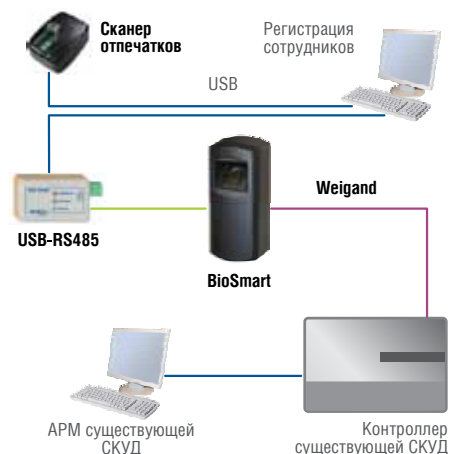 Сканер
отпечатков
Регистрация
сотрудников
USB
Weigand
USB-RS485
BioSmart
АРМ существующей
СКУД
Контроллер
существующей СКУД